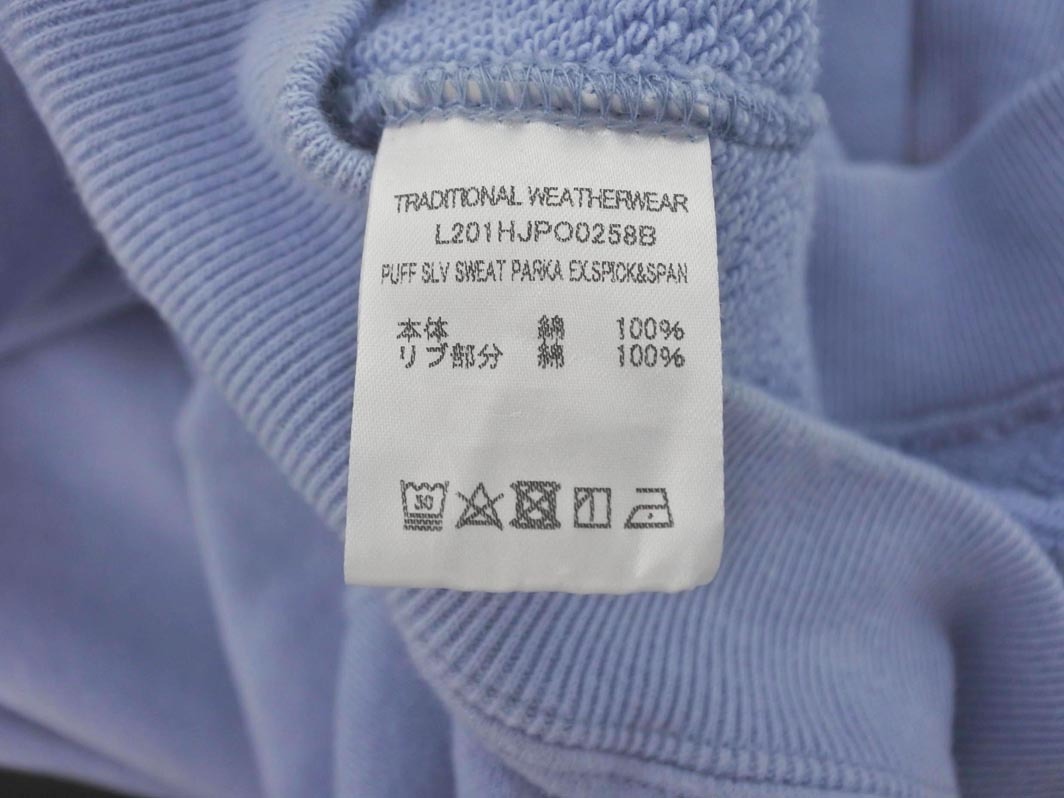 TRADITIONAL WEATHERWEAR
L201HJPO0258B
PUFF SLV SWEAT PARKA EX.SPICK&SPAN
本体 綿 100%
リブ部分 綿 100%
30